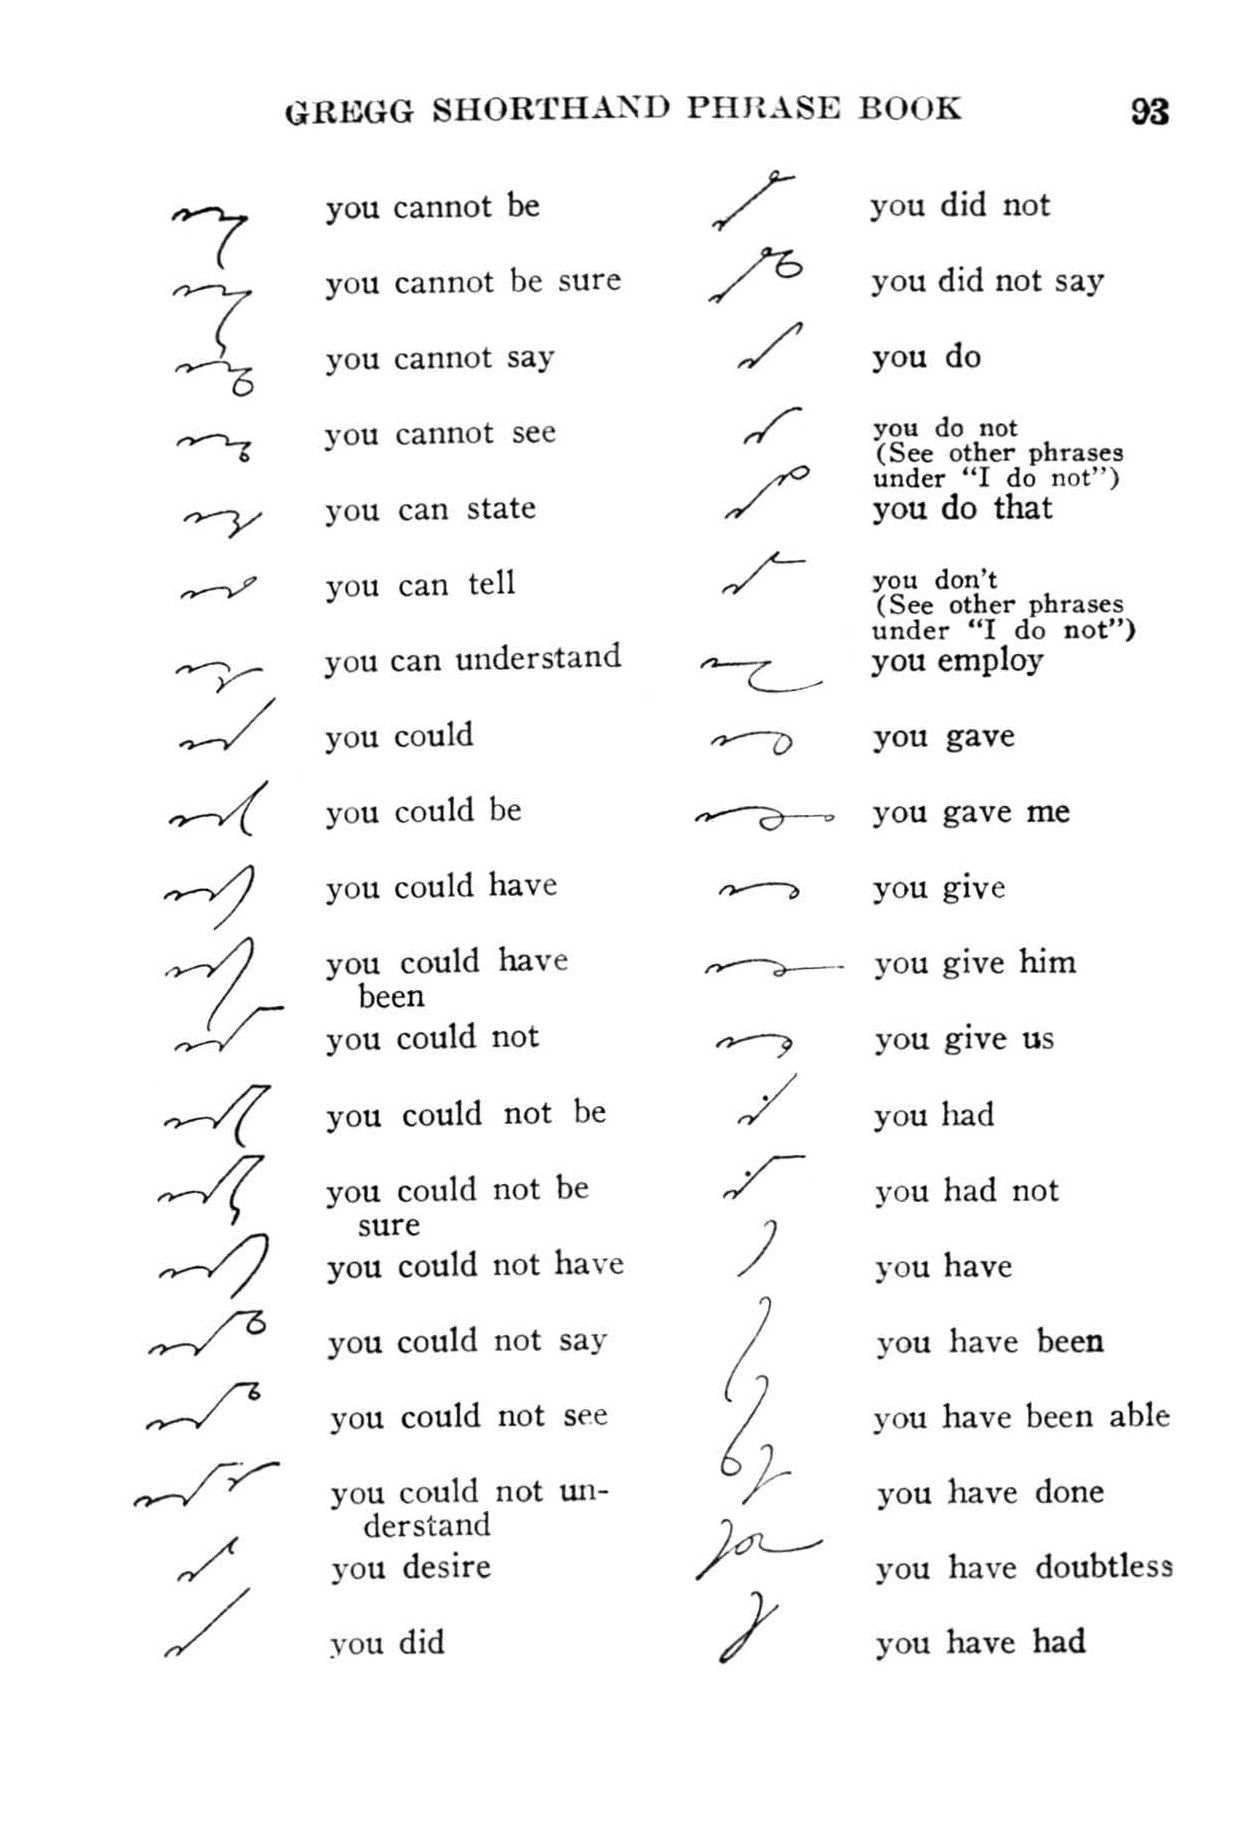 GREGG SHORTHAND PHRASE BOOK 93
you cannot be
you cannot be sure
you cannot say
you cannot see
you can state
you can tell
you can understand
you could
you could be
you could have
you could have
been
you could not
you could not be
you could not be
sure
you could not have
you could not say
you could not see
you could not un-
derstand
you desire
you did
you did not
you did not say
you do
you do not
(See other phrases
under "I do not")
you do that
you don't
(See other phrases
under "I do not")
you employ
you gave
you gave me
you give
you give him
you give us
you had
you had not
you have
you have been
you have been able
you have done
you have doubtless
you have had